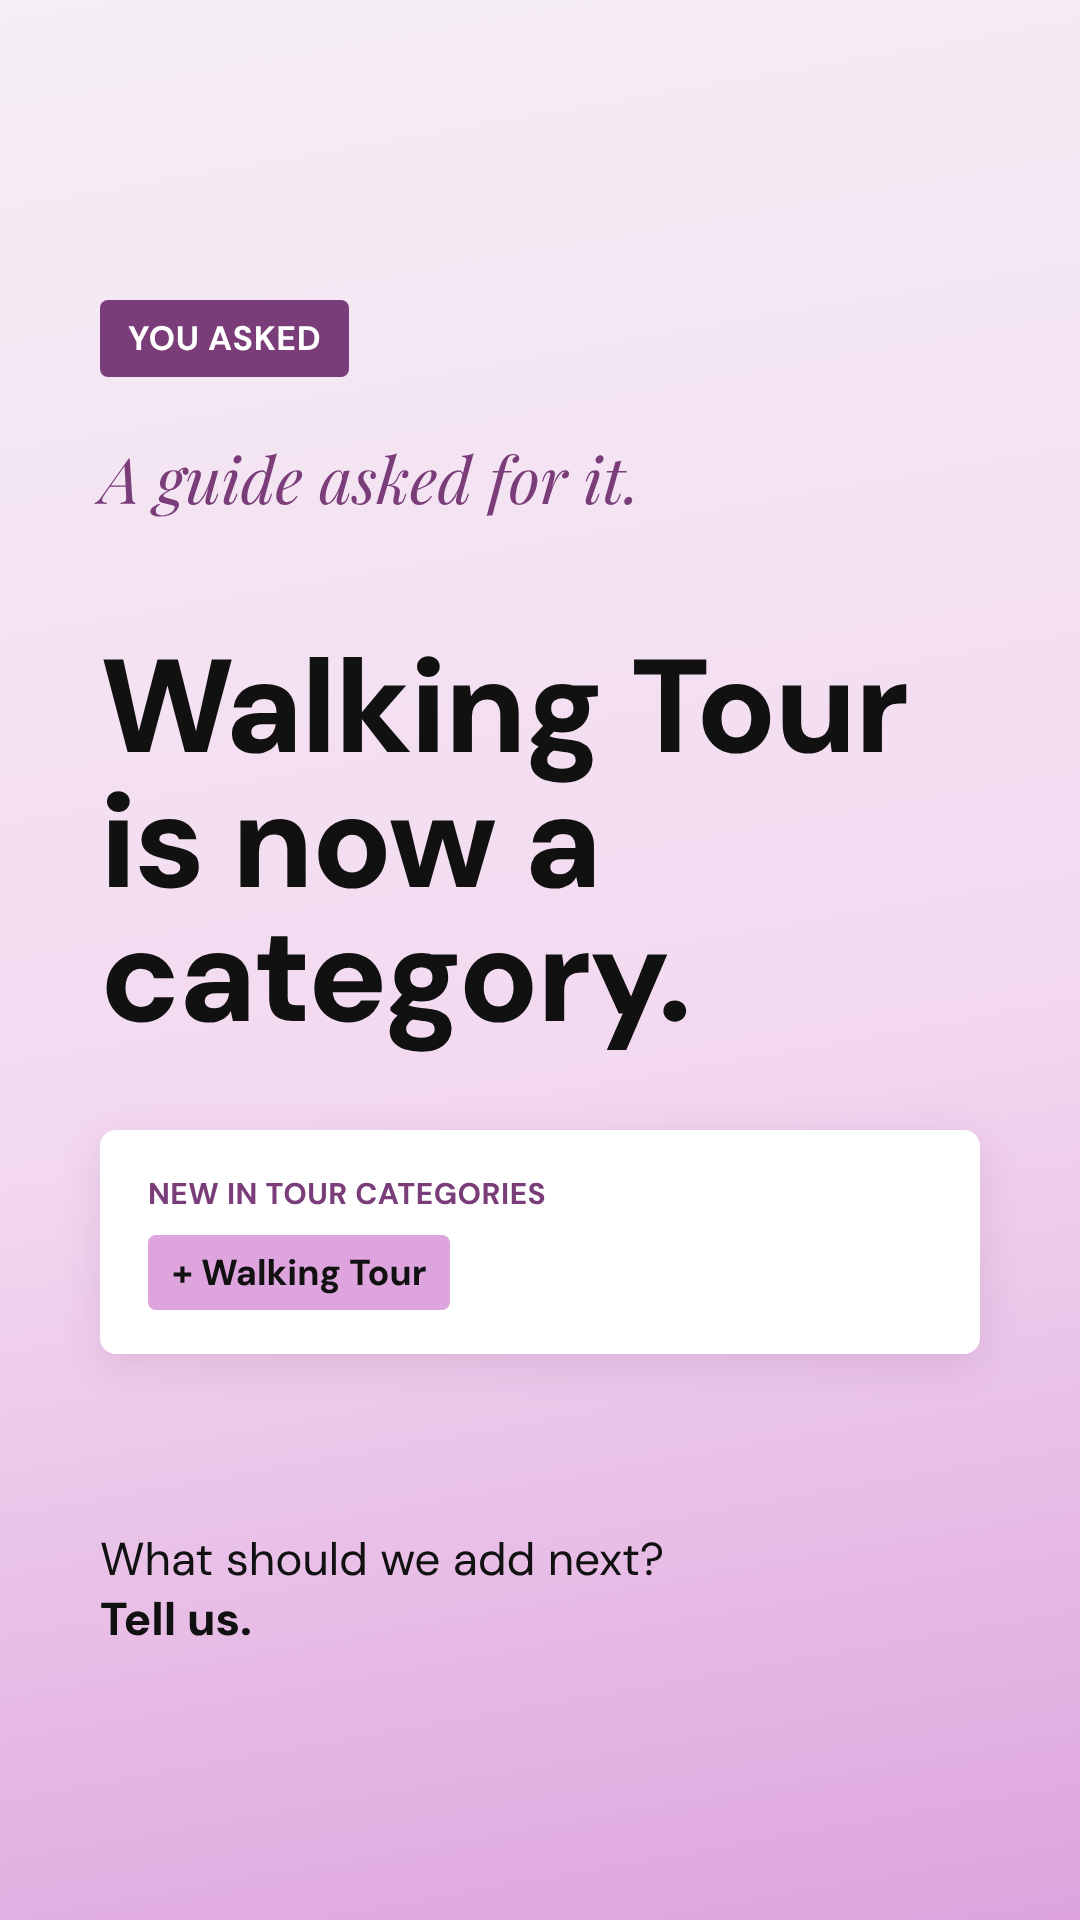 YOU ASKED
A guide asked for it.
Walking Tour
is now a
category.
NEW IN TOUR CATEGORIES
+ Walking Tour
What should we add next?
Tell us.